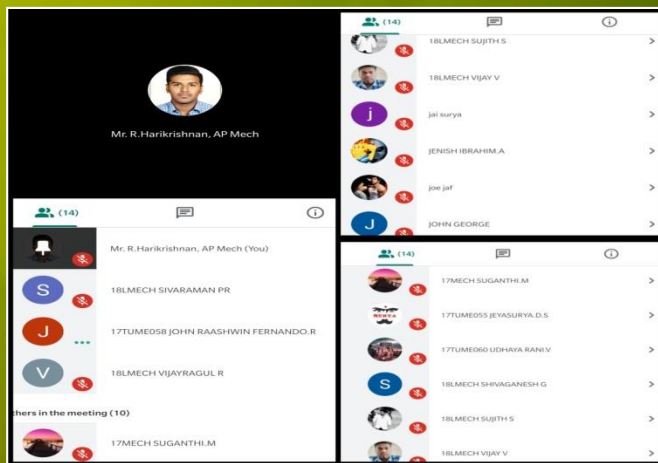 Mr. R.Harikrishnan, AP Mech
(14)
Mr. R.Harikrishnan, AP Mech (You)
S
18LMECH SIVARAMAN PR
J
17TUME058 JOHN RAASHWIN FERNANDO.R
V
18LMECH VIJAYRAGUL R
hers in the meeting (10)
17MECH SUGANTHI.M
(14)
18LMECH SUJITH S
18LMECH VIJAY V
j
jai surya
JENISH IBRAHIM.A
joe jaf
J
JOHN GEORGE
(14)
17MECH SUGANTHI.M
17TUME055 JEYASURYA.D.S
17TUME060 UDHAYA RANI.V
S
18LMECH SHIVAGANESH G
18LMECH SUJITH S
18LMECH VIJAY V